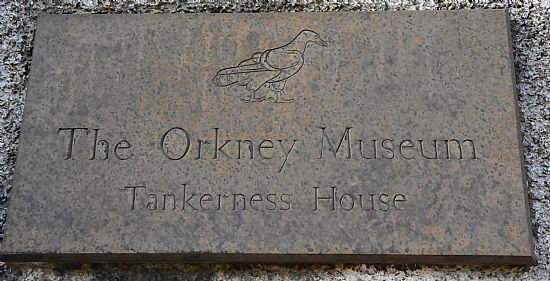 The Orkney Museum
Tankerness House